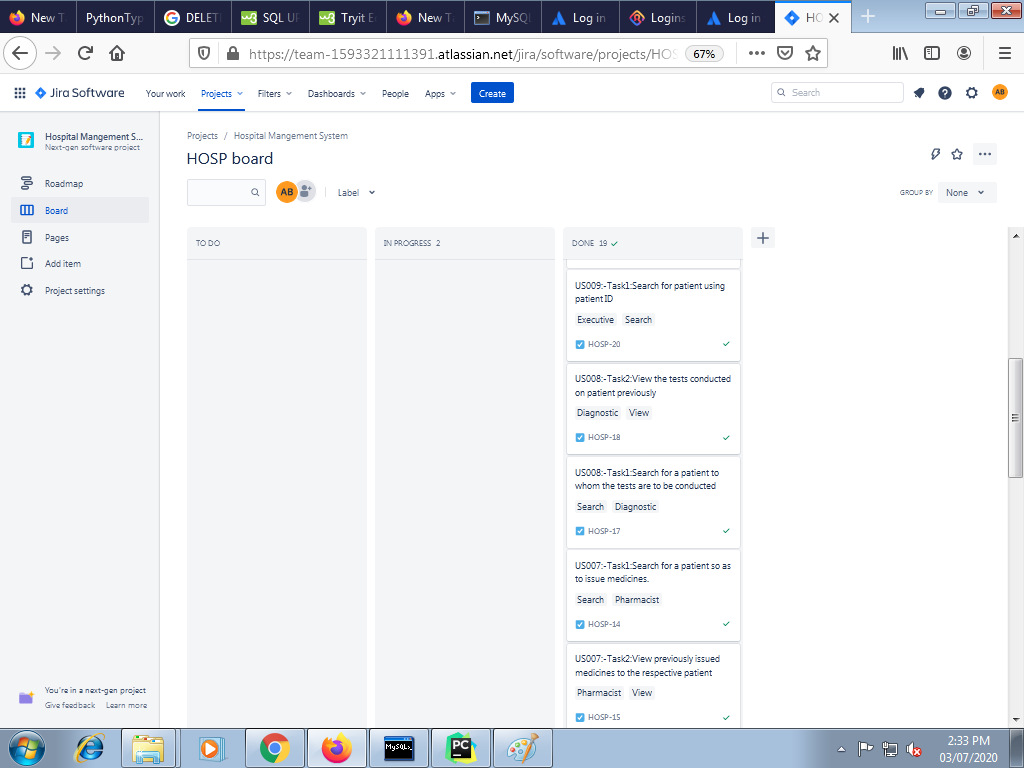 New T
PythonTyp
DELET
SQL UP
Tryit E
New T
MySQL
Log in
Logins
Log in
HO
https://team-1593321111391.atlassian.net/jira/software/projects/HOS
67%
Jira Software
Your work
Projects
Filters
Dashboards
People
Apps
Create
Search
AB
Hospital Mangement S...
Next-gen software project
Roadmap
Board
Pages
Add item
Project settings
You're in a next-gen project
Give feedback Learn more
Projects / Hospital Mangement System
HOSP board
AB
Label
GROUP BY None
TO DO
IN PROGRESS 2
DONE 19
US009:-Task1:Search for patient using
patient ID
Executive Search
HOSP-20
US008:-Task2:View the tests conducted
on patient previously
Diagnostic View
HOSP-18
US008:-Task1:Search for a patient to
whom the tests are to be conducted
Search Diagnostic
HOSP-17
US007:-Task1:Search for a patient so as
to issue medicines.
Search Pharmacist
HOSP-14
US007:-Task2:View previously issued
medicines to the respective patient
Pharmacist View
HOSP-15
PC
2:33 PM
03/07/2020